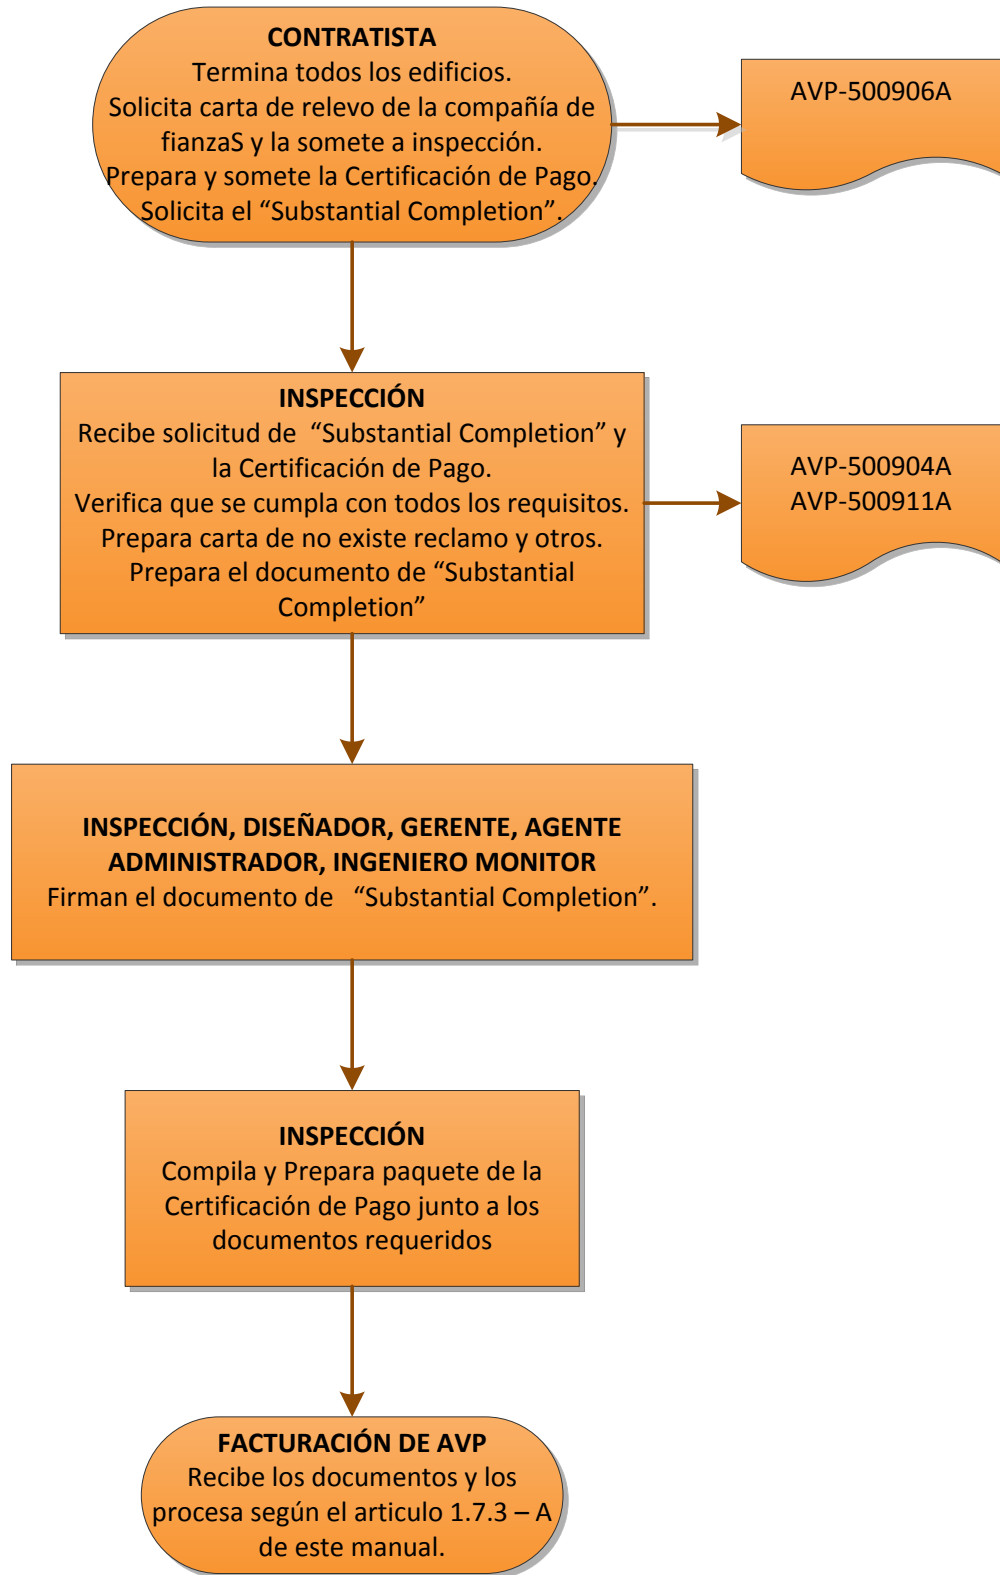 CONTRATISTA
Termina todos los edificios.
Solicita carta de relevo de la compañía de
fianzaS y la somete a inspección.
Prepara y somete la Certificación de Pago.
Solicita el “Substantial Completion”.
AVP-500906A
INSPECCIÓN
Recibe solicitud de “Substantial Completion” y
la Certificación de Pago.
Verifica que se cumpla con todos los requisitos.
Prepara carta de no existe reclamo y otros.
Prepara el documento de “Substantial
Completion”
AVP-500904A
AVP-500911A
INSPECCIÓN, DISEÑADOR, GERENTE, AGENTE
ADMINISTRADOR, INGENIERO MONITOR
Firman el documento de “Substantial Completion”.
INSPECCIÓN
Compila y Prepara paquete de la
Certificación de Pago junto a los
documentos requeridos
FACTURACIÓN DE AVP
Recibe los documentos y los
procesa según el articulo 1.7.3 – A
de este manual.